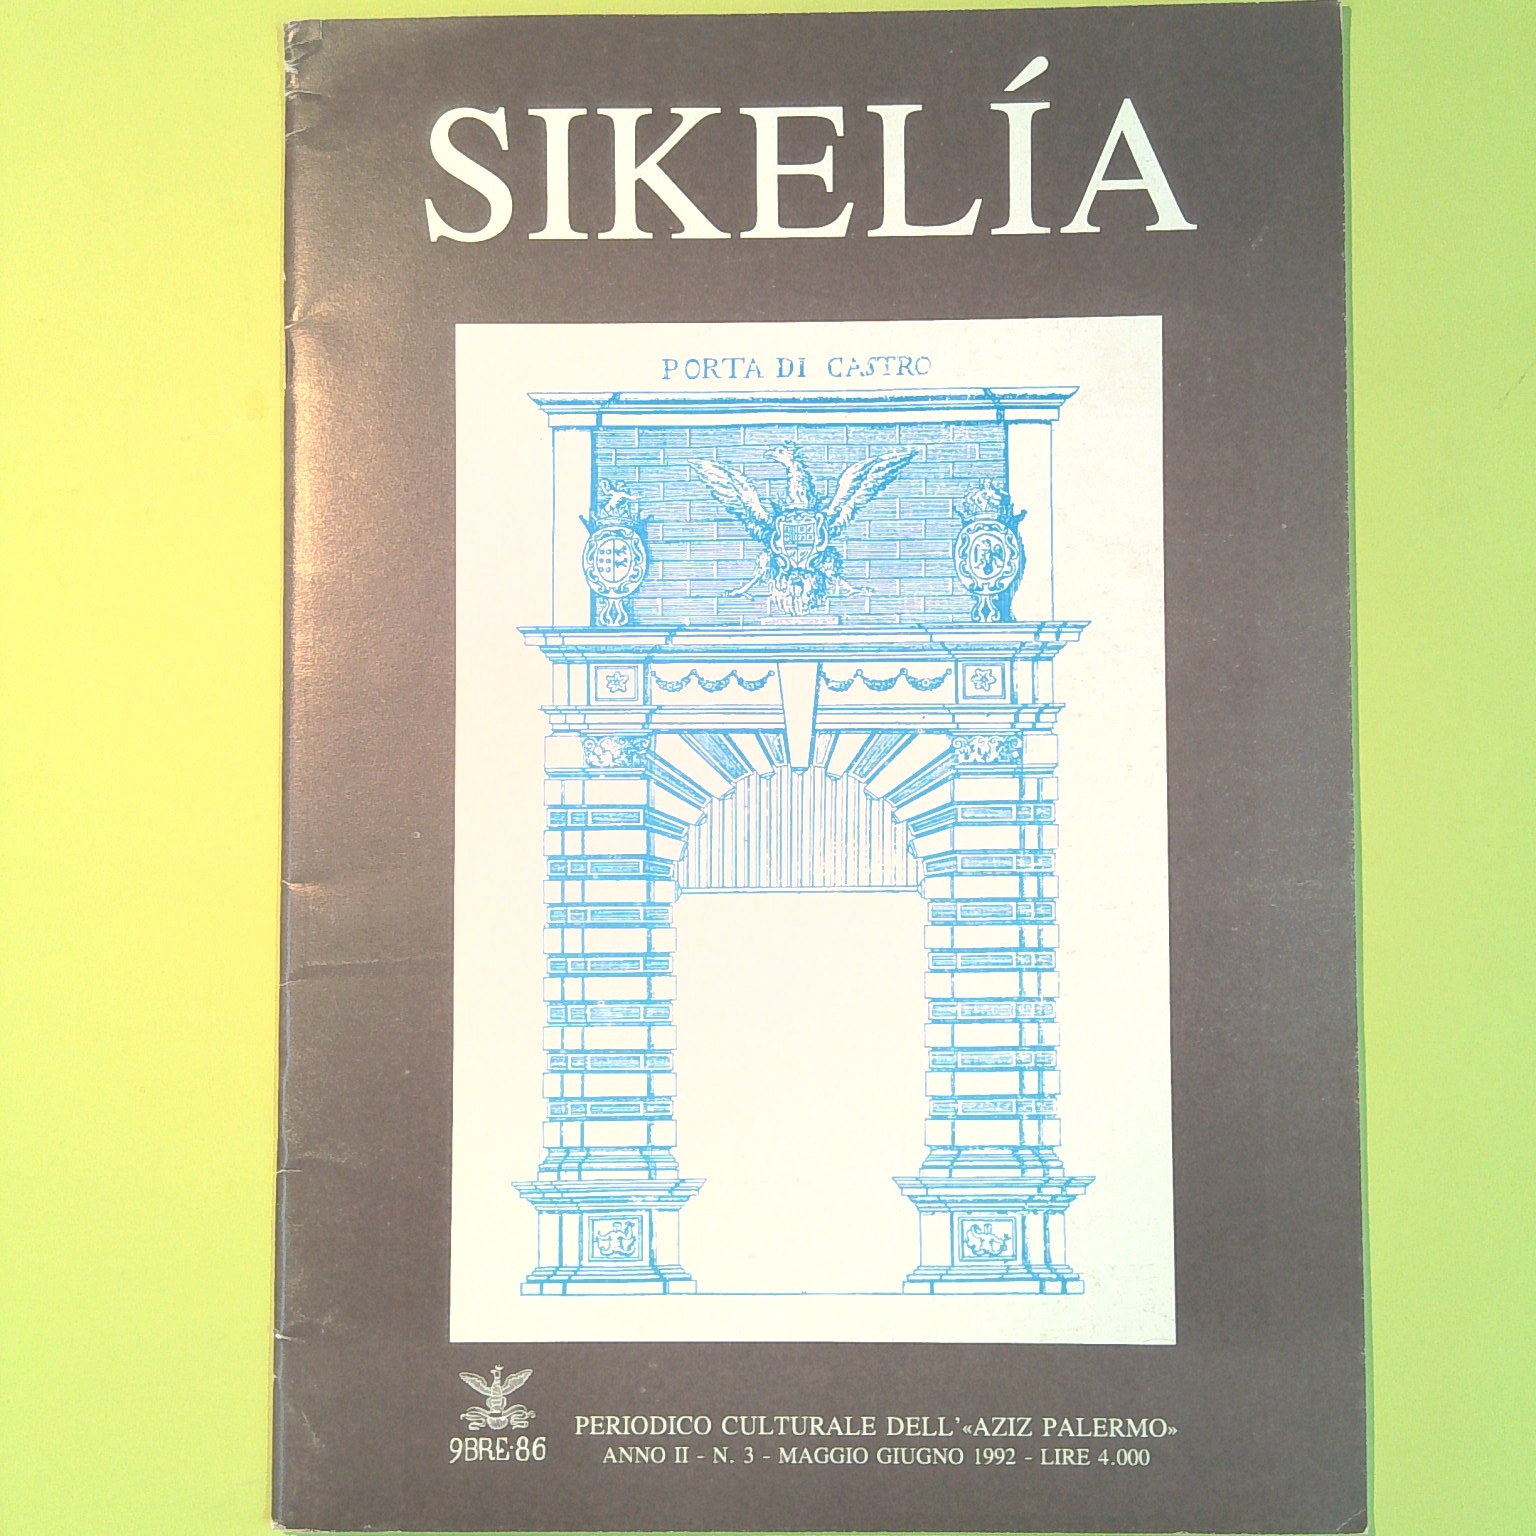 SIKELÍA
PORTA DI CASTRO
9BRE·86
PERIODICO CULTURALE DELL'«AZIZ PALERMO»
ANNO II - N. 3 - MAGGIO GIUGNO 1992 - LIRE 4.000